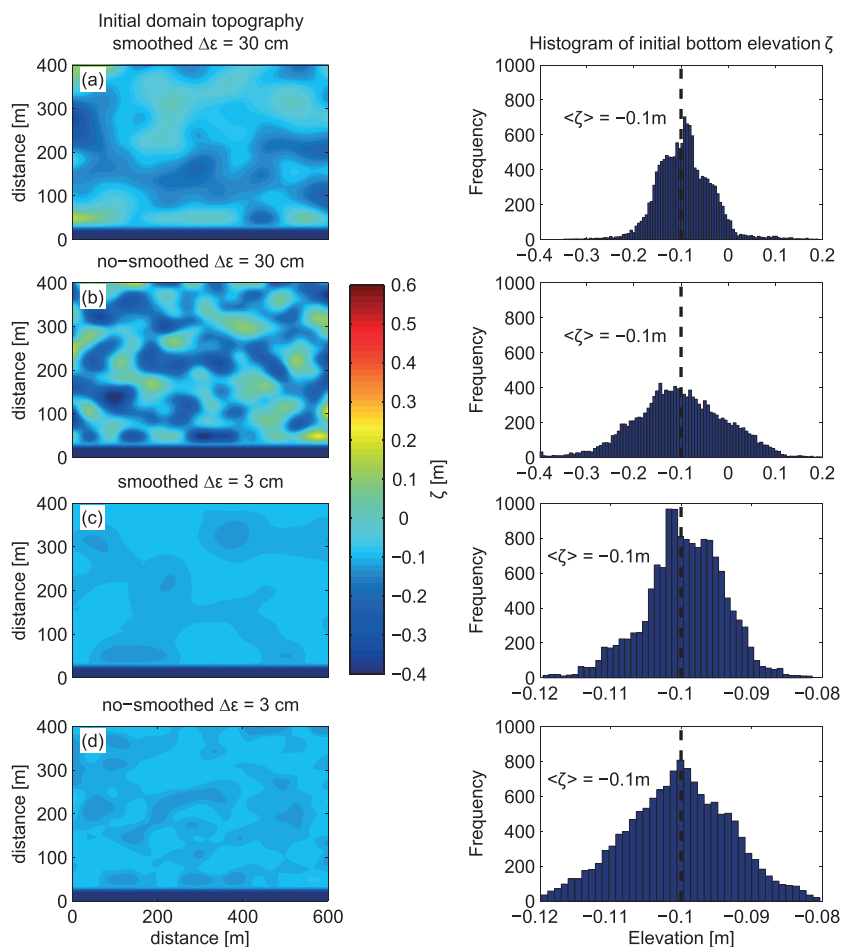 Initial domain topography
smoothed Δε = 30 cm
(a)
distance [m]
400
300
200
100
0
Histogram of initial bottom elevation ζ
<ζ> = −0.1m
Frequency
1000
800
600
400
200
0
−0.4 −0.3 −0.2 −0.1 0 0.1 0.2
no−smoothed Δε = 30 cm
(b)
distance [m]
400
300
200
100
0
0.6
0.5
0.4
0.3
0.2
0.1
0
−0.1
−0.2
−0.3
−0.4
ζ [m]
<ζ> = −0.1m
Frequency
1000
800
600
400
200
0
−0.4 −0.3 −0.2 −0.1 0 0.1 0.2
smoothed Δε = 3 cm
(c)
distance [m]
400
300
200
100
0
<ζ> = −0.1m
Frequency
1000
800
600
400
200
0
−0.12 −0.11 −0.1 −0.09 −0.08
no−smoothed Δε = 3 cm
(d)
distance [m]
400
300
200
100
0
0 200 400 600
distance [m]
<ζ> = −0.1m
Frequency
1000
800
600
400
200
0
−0.12 −0.11 −0.1 −0.09 −0.08
Elevation [m]